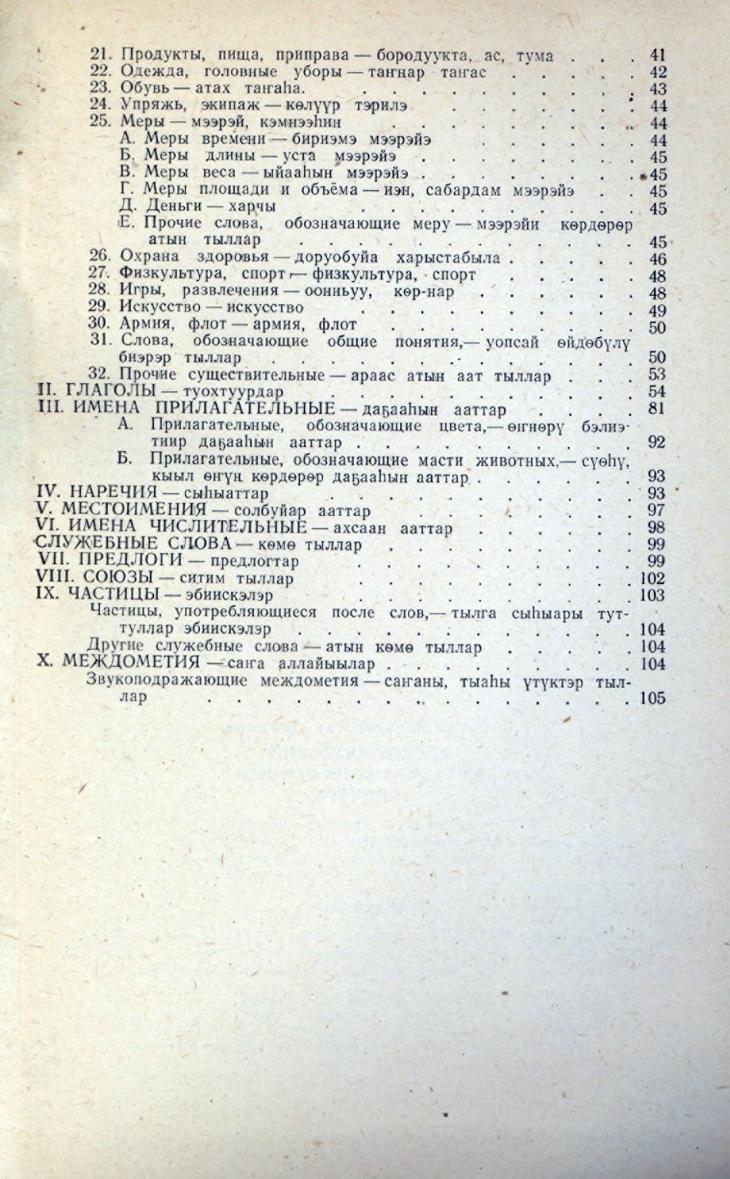 21. Продукты, пища, приправа — бородуукта, ас, тума . . . 41
22. Одежда, головные уборы — таҥнар таҥас . . . . . 42
23. Обувь — атах таҥаһа. . . . . . . . . . 43
24. Упряжь, экипаж — көлүүр тэрилэ . . . . . . . 44
25. Меры — мээрэй, кэмнээһин . . . . . . . . 44
А. Меры времени — бириэмэ мээрэйэ . . . . . . 44
Б. Меры длины — уста мээрэйэ . . . . . . . . 45
В. Меры веса — ыйааһын мээрэйэ . . . . . . . . 45
Г. Меры площади и объёма — иэн, сабардам мээрэйэ . . 45
Д. Деньги — харчы . . . . . . . . . . 45
Е. Прочие слова, обозначающие меру — мээрэйи көрдөрөр
атын тыллар . . . . . . . . . . . . 45
26. Охрана здоровья — доруобуйа харыстабыла . . . . . 46
27. Физкультура, спорт — физкультура, спорт . . . . . 48
28. Игры, развлечения — оонньуу, көр-нар . . . . . . 48
29. Искусство — искусство . . . . . . . . . . 49
30. Армия, флот — армия, флот . . . . . . . . . 50
31. Слова, обозначающие общие понятия,— уопсай өйдөбүлү
биэрэр тыллар . . . . . . . . . . . . . 50
32. Прочие существительные — араас атын аат тыллар . . . 53
II. ГЛАГОЛЫ — туохтуурдар . . . . . . . . . . . 54
III. ИМЕНА ПРИЛАГАТЕЛЬНЫЕ — даҕааһын ааттар . . . . 81
А. Прилагательные, обозначающие цвета,— өҥнөрү бэлиэ-
тиир даҕааһын ааттар . . . . . . . . . . 92
Б. Прилагательные, обозначающие масти животных,— сүөһү,
кыыл өҥүн көрдөрөр даҕааһын ааттар . . . . . . 93
IV. НАРЕЧИЯ — сыһыаттар . . . . . . . . . . . 93
V. МЕСТОИМЕНИЯ — солбуйар ааттар . . . . . . . . 97
VI. ИМЕНА ЧИСЛИТЕЛЬНЫЕ — ахсаан ааттар . . . . . . 98
СЛУЖЕБНЫЕ СЛОВА — көмө тыллар . . . . . . . . . 99
VII. ПРЕДЛОГИ — предлогтар . . . . . . . . . . 99
VIII. СОЮЗЫ — ситим тыллар . . . . . . . . . . 102
IX. ЧАСТИЦЫ — эбиискэлэр . . . . . . . . . . . 103
Частицы, употребляющиеся после слов,— тылга сыһыары тут-
туллар эбиискэлэр . . . . . . . . . . . . 104
Другие служебные слова — атын көмө тыллар . . . . . 104
X. МЕЖДОМЕТИЯ — саҥа аллайыылар . . . . . . . . . 104
Звукоподражающие междометия — саҥаны, тыаһы үтүктэр тыл-
лар . . . . . . . . . . . . . . . 105